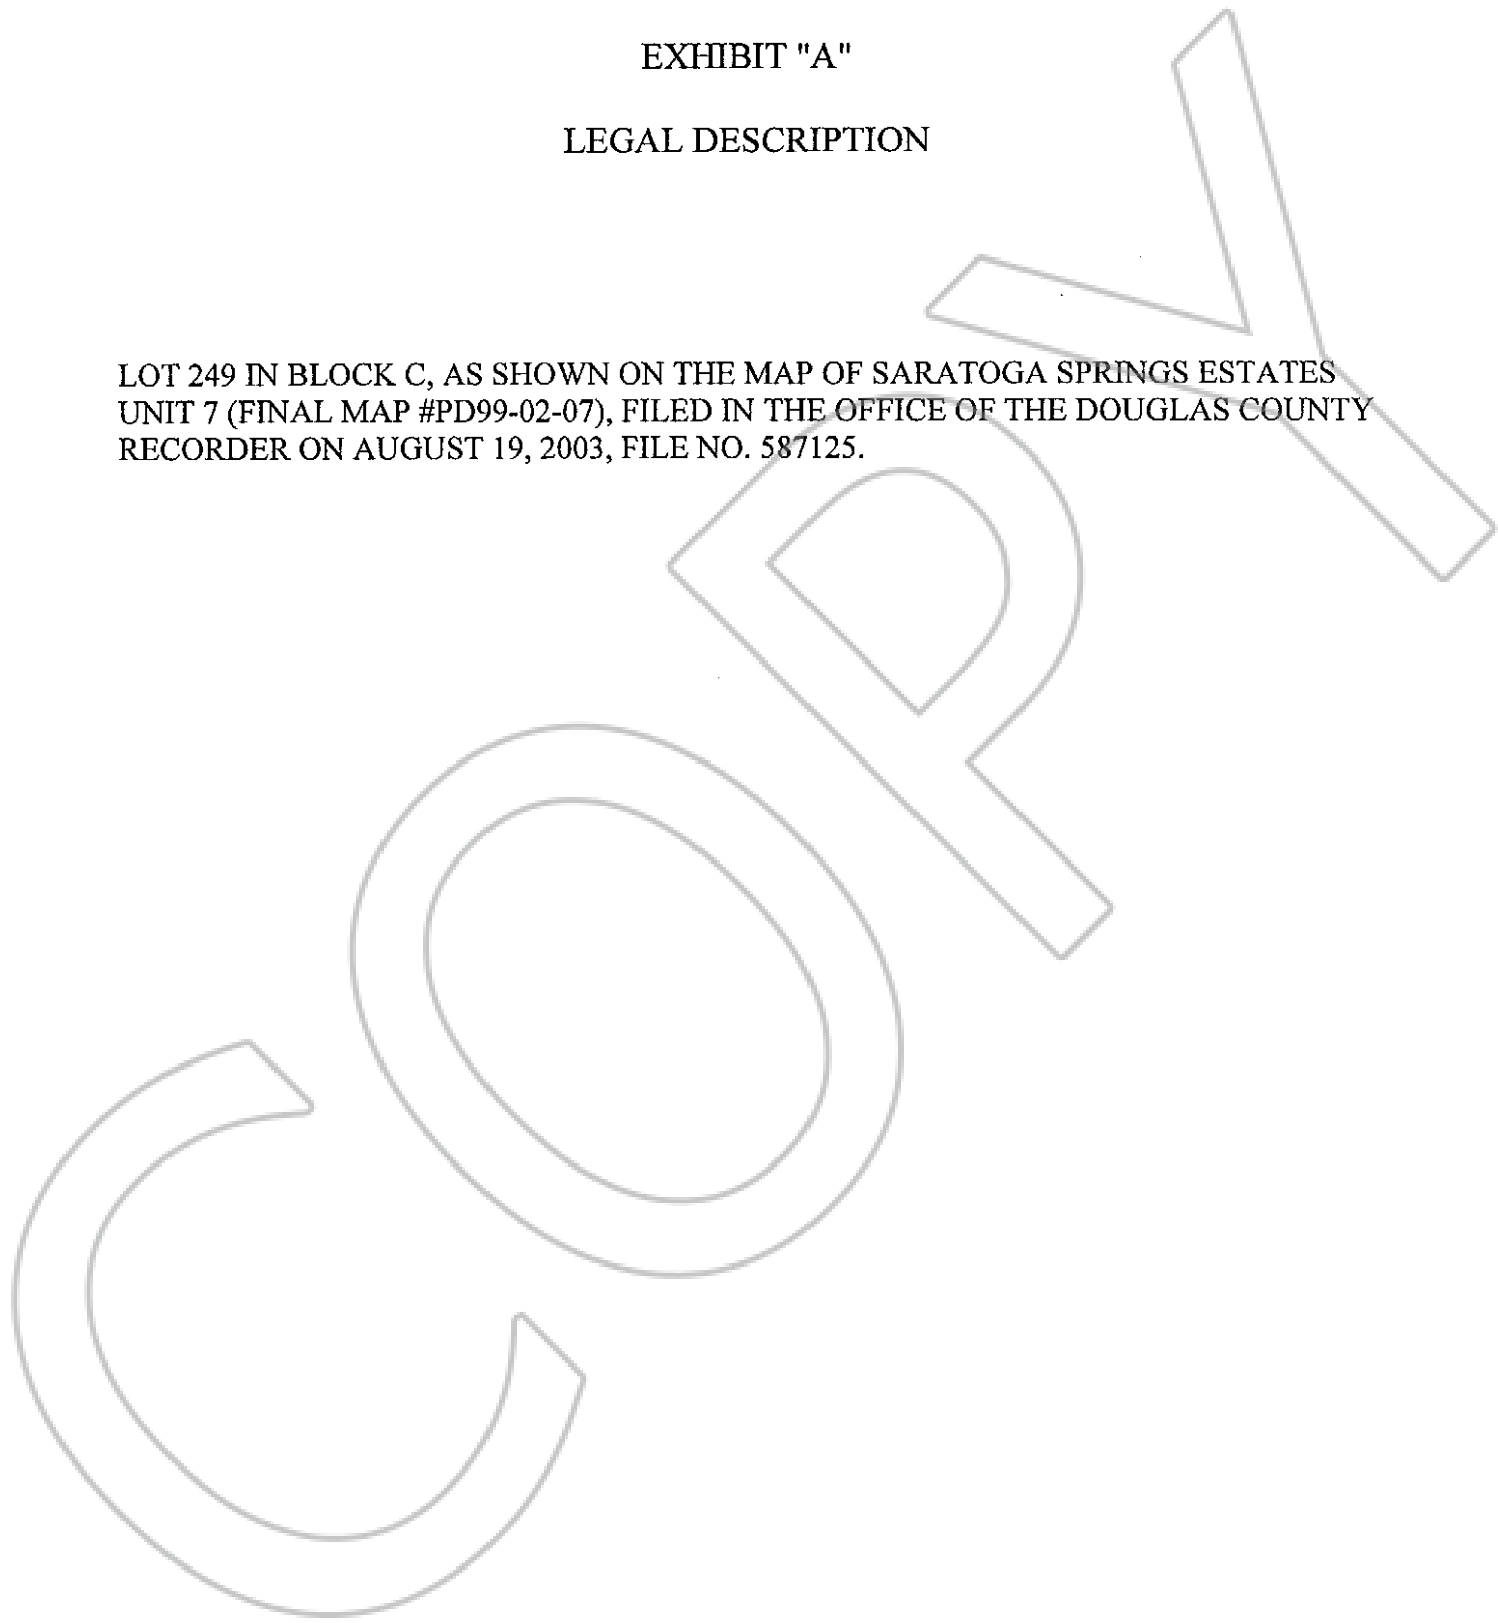 EXHIBIT "A"
LEGAL DESCRIPTION
LOT 249 IN BLOCK C, AS SHOWN ON THE MAP OF SARATOGA SPRINGS ESTATES
UNIT 7 (FINAL MAP #PD99-02-07), FILED IN THE OFFICE OF THE DOUGLAS COUNTY
RECORDER ON AUGUST 19, 2003, FILE NO. 587125.
COPY